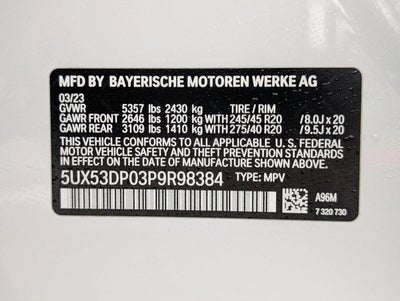 MFD BY BAYERISCHE MOTOREN WERKE AG
03/23
GVWR 5357 lbs 2430 kg TIRE / RIM
GAWR FRONT 2646 lbs 1200 kg WITH 245/45 R20 /8.0J x 20
GAWR REAR 3109 lbs 1410 kg WITH 275/40 R20 /9.5J x 20
THIS VEHICLE CONFORMS TO ALL APPLICABLE U. S. FEDERAL
MOTOR VEHICLE SAFETY AND THEFT PREVENTION STANDARDS
IN EFFECT ON THE DATE OF MANUFACTURE SHOWN ABOVE.
5UX53DP03P9R98384 TYPE: MPV
A96M
7 320 730